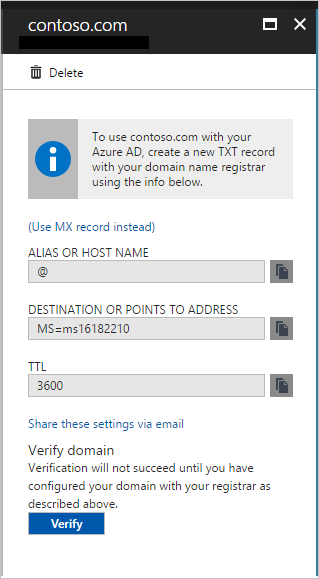 contoso.com
Delete
To use contoso.com with your
Azure AD, create a new TXT record
with your domain name registrar
using the info below.
(Use MX record instead)
ALIAS OR HOST NAME
@
DESTINATION OR POINTS TO ADDRESS
MS=ms16182210
TTL
3600
Share these settings via email
Verify domain
Verification will not succeed until you have
configured your domain with your registrar as
described above.
Verify